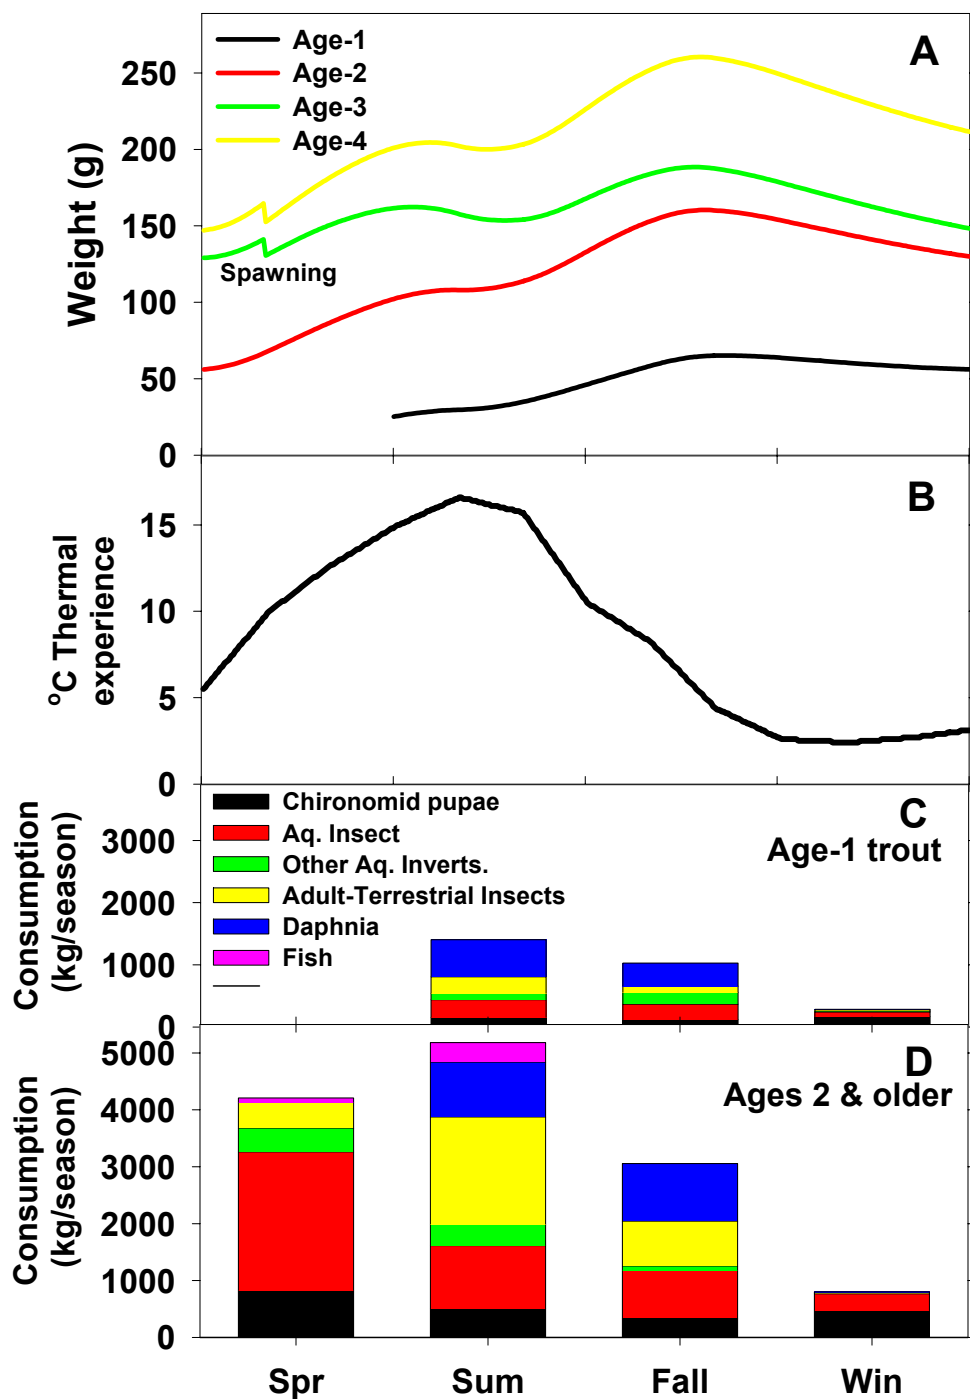 A
Age-1
Age-2
Age-3
Age-4
250
200
150
100
50
0
Weight (g)
Spawning
B
15
10
5
0
°C Thermal
experience
C
Age-1 trout
Chironomid pupae
Aq. Insect
Other Aq. Inverts.
Adult-Terrestrial Insects
Daphnia
Fish
3000
2000
1000
0
Consumption
(kg/season)
D
Ages 2 & older
5000
4000
3000
2000
1000
0
Consumption
(kg/season)
Spr Sum Fall Win